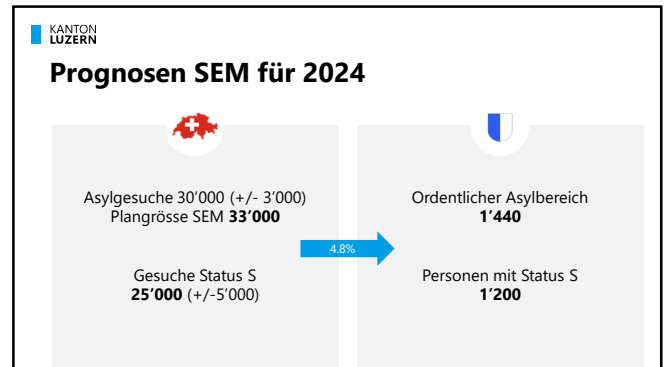 KANTON
LUZERN
Prognosen SEM für 2024
Asylgesuche 30’000 (+/- 3’000)
Plangrösse SEM 33’000
Gesuche Status S
25’000 (+/-5’000)
4.8%
Ordentlicher Asylbereich
1’440
Personen mit Status S
1’200